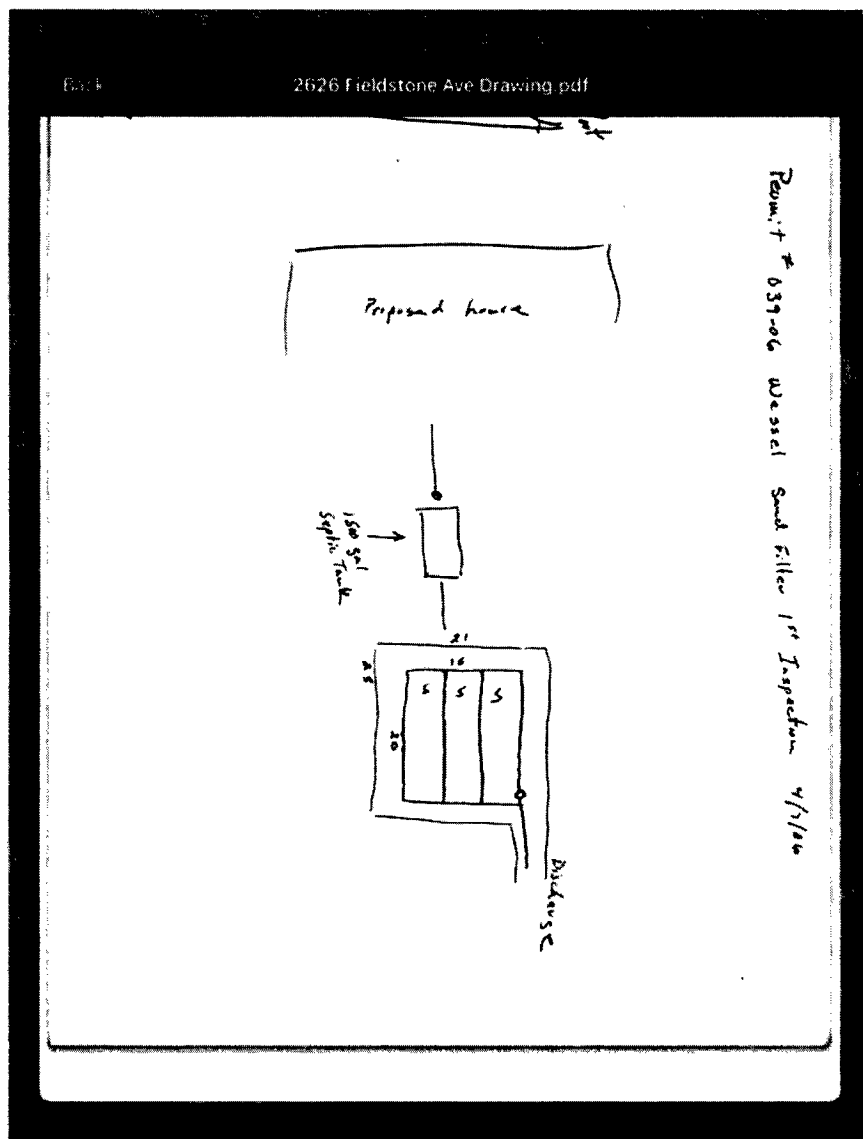 Back
2626 Fieldstone Ave Drawing.pdf
Permit # 039-06 Wessel Sand Filter 1st Inspection 4/7/06
Proposed house
1500 gal
Septic Tank
21
16
25
5 5 5
20
Discharge